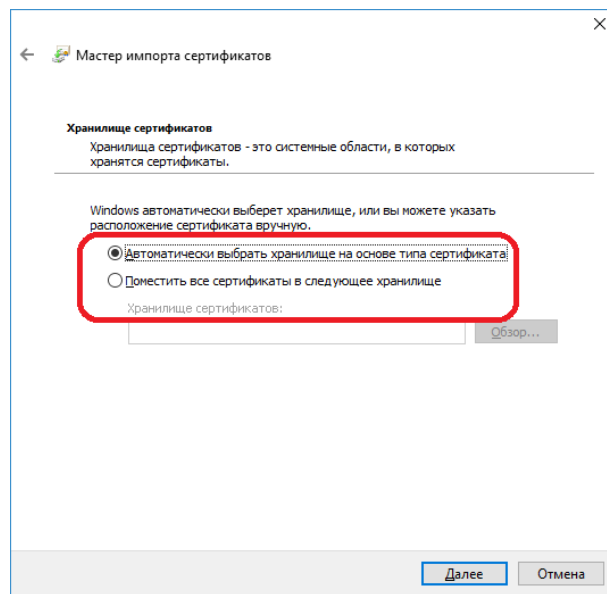 Мастер импорта сертификатов
Хранилище сертификатов
Хранилища сертификатов - это системные области, в которых
хранятся сертификаты.
Windows автоматически выберет хранилище, или вы можете указать
расположение сертификата вручную.
Автоматически выбрать хранилище на основе типа сертификата
Поместить все сертификаты в следующее хранилище
Хранилище сертификатов:
Обзор...
Далее
Отмена